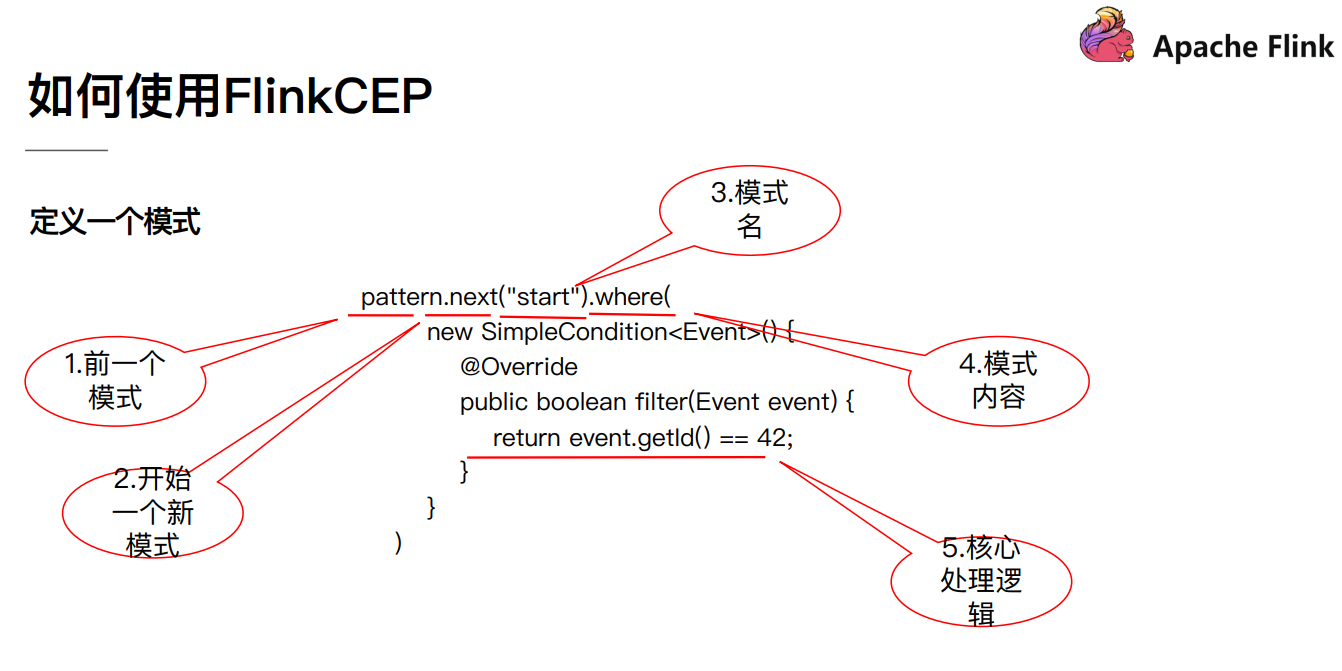 Apache Flink
如何使用FlinkCEP
定义一个模式
3.模式
名
pattern.next("start").where(
new SimpleCondition<Event>() {
@Override
public boolean filter(Event event) {
return event.getId() == 42;
}
}
)
1.前一个
模式
2.开始
一个新
模式
4.模式
内容
5.核心
处理逻
辑